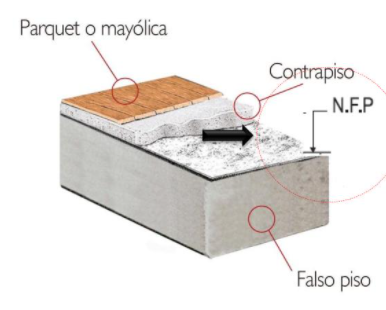 Parquet o mayólica
Contrapiso
N.F.P
Falso piso